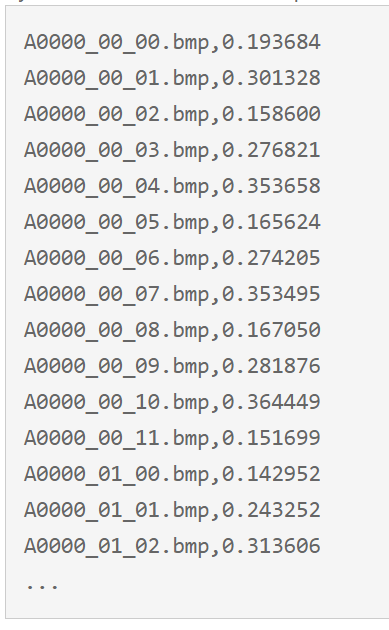 A0000_00_00.bmp,0.193684
A0000_00_01.bmp,0.301328
A0000_00_02.bmp,0.158600
A0000_00_03.bmp,0.276821
A0000_00_04.bmp,0.353658
A0000_00_05.bmp,0.165624
A0000_00_06.bmp,0.274205
A0000_00_07.bmp,0.353495
A0000_00_08.bmp,0.167050
A0000_00_09.bmp,0.281876
A0000_00_10.bmp,0.364449
A0000_00_11.bmp,0.151699
A0000_01_00.bmp,0.142952
A0000_01_01.bmp,0.243252
A0000_01_02.bmp,0.313606
...